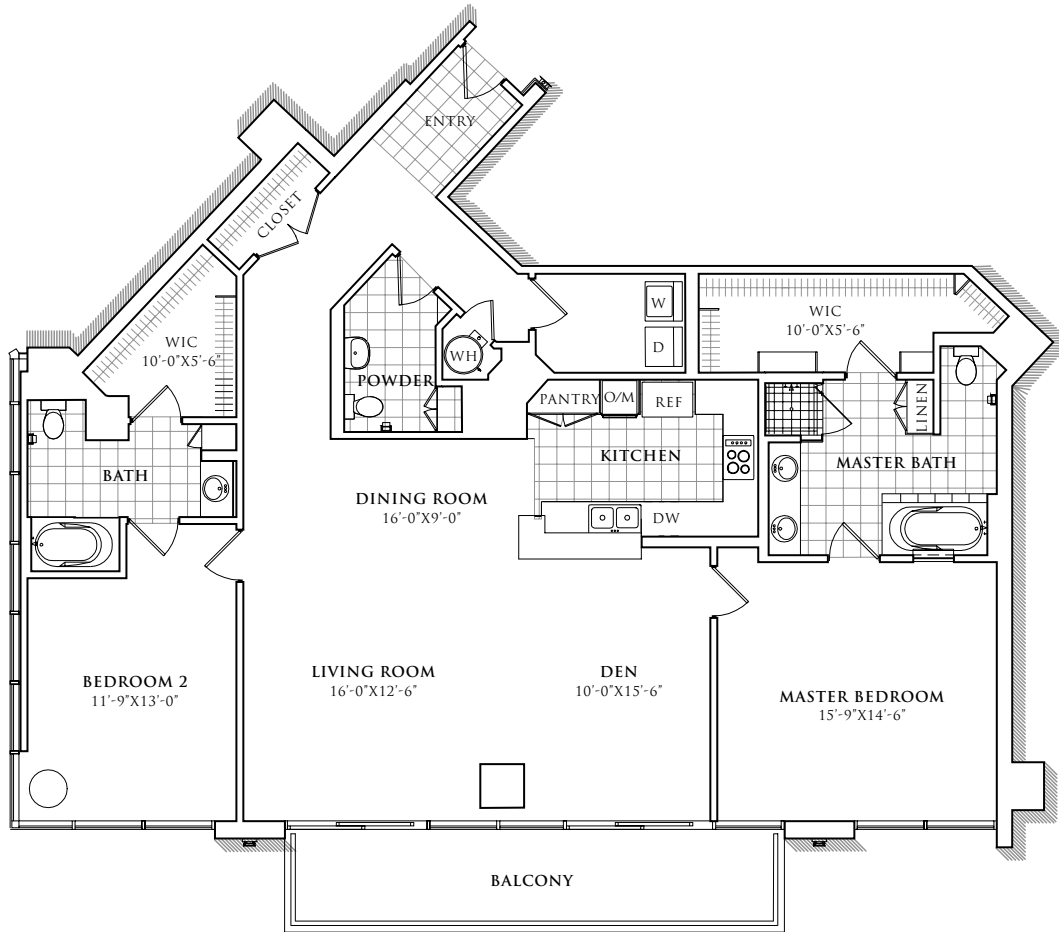 ENTRY
CLOSET
WIC
10'-0"X5'-6"
W
D
WIC
10'-0"X5'-6"
WH
POWDER
PANTRY
O/M
REF
LINEN
KITCHEN
MASTER BATH
BATH
DINING ROOM
16'-0"X9'-0"
DW
LIVING ROOM
16'-0"X12'-6"
DEN
10'-0"X15'-6"
BEDROOM 2
11'-9"X13'-0"
MASTER BEDROOM
15'-9"X14'-6"
BALCONY